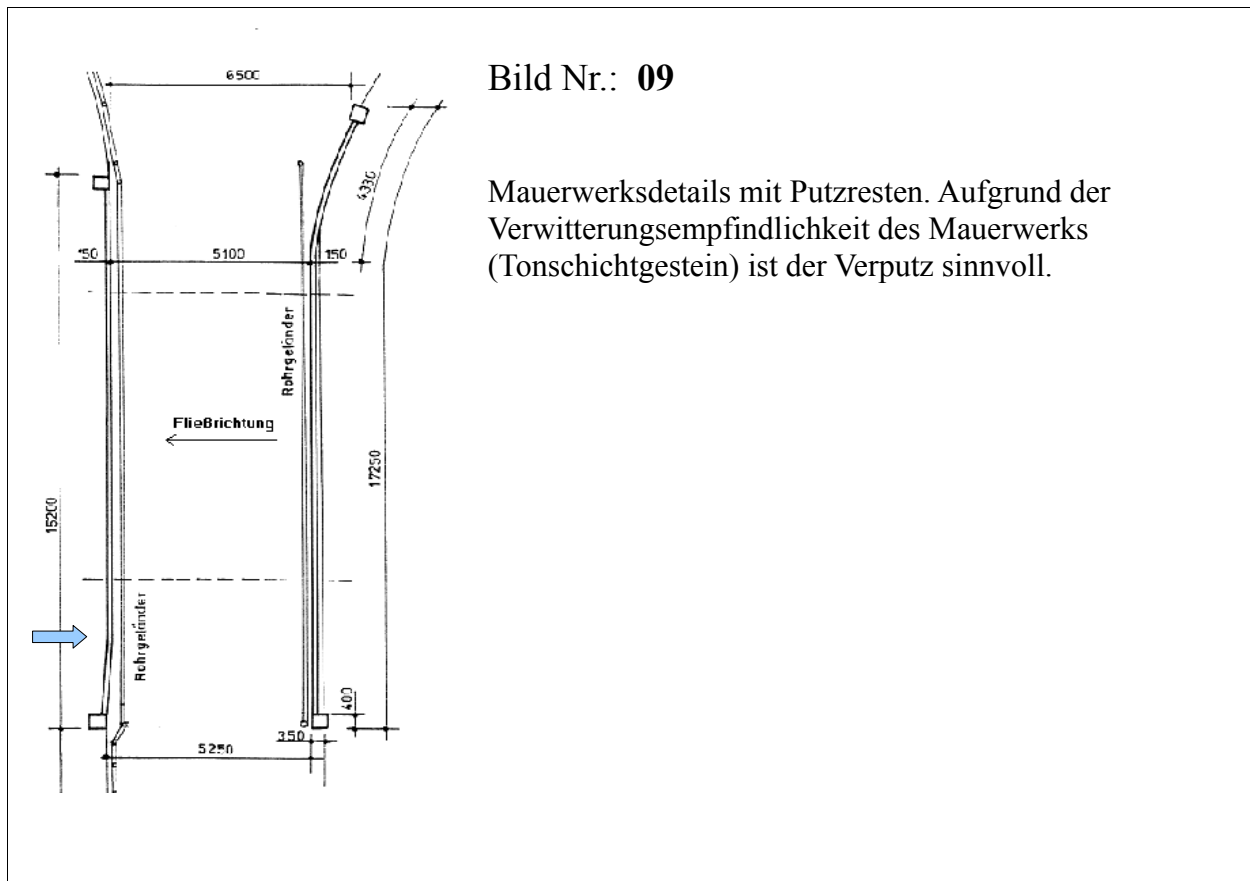 Bild Nr.: 09
Mauerwerksdetails mit Putzresten. Aufgrund der
Verwitterungsempfindlichkeit des Mauerwerks
(Tonschichtgestein) ist der Verputz sinnvoll.
6500
4330
150
5100
150
Rohrgeländer
Fließrichtung
17250
15200
Rohrgeländer
400
350
5250